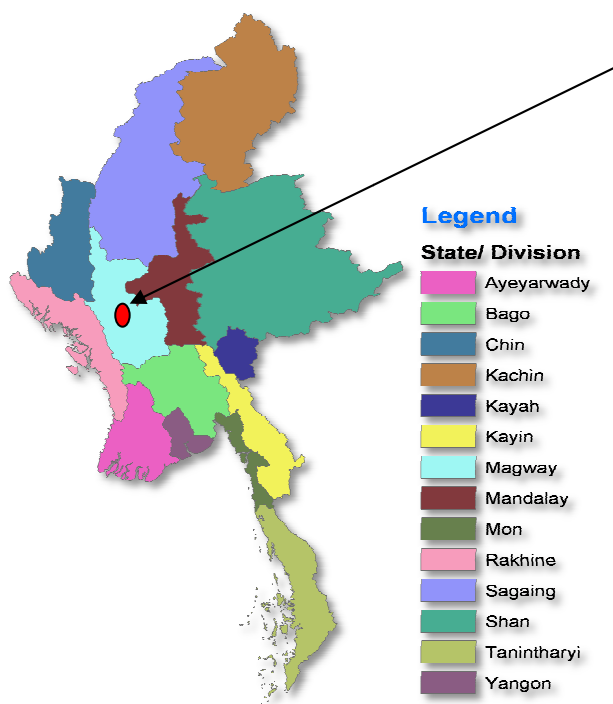 Legend
State/ Division
Ayeyarwady
Bago
Chin
Kachin
Kayah
Kayin
Magway
Mandalay
Mon
Rakhine
Sagaing
Shan
Tanintharyi
Yangon